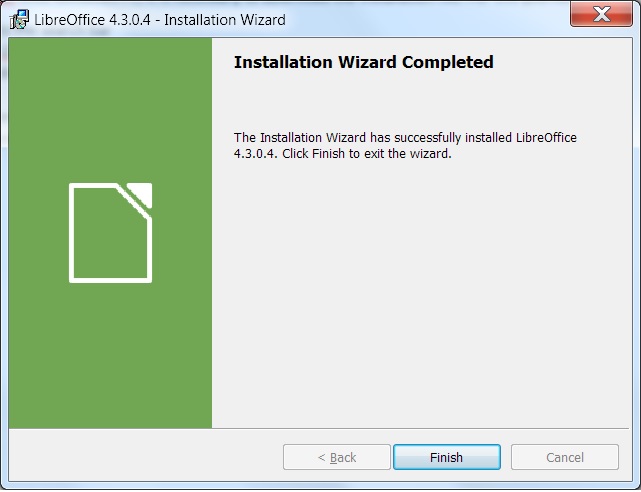 LibreOffice 4.3.0.4 - Installation Wizard
Installation Wizard Completed
The Installation Wizard has successfully installed LibreOffice
4.3.0.4. Click Finish to exit the wizard.
< Back
Finish
Cancel